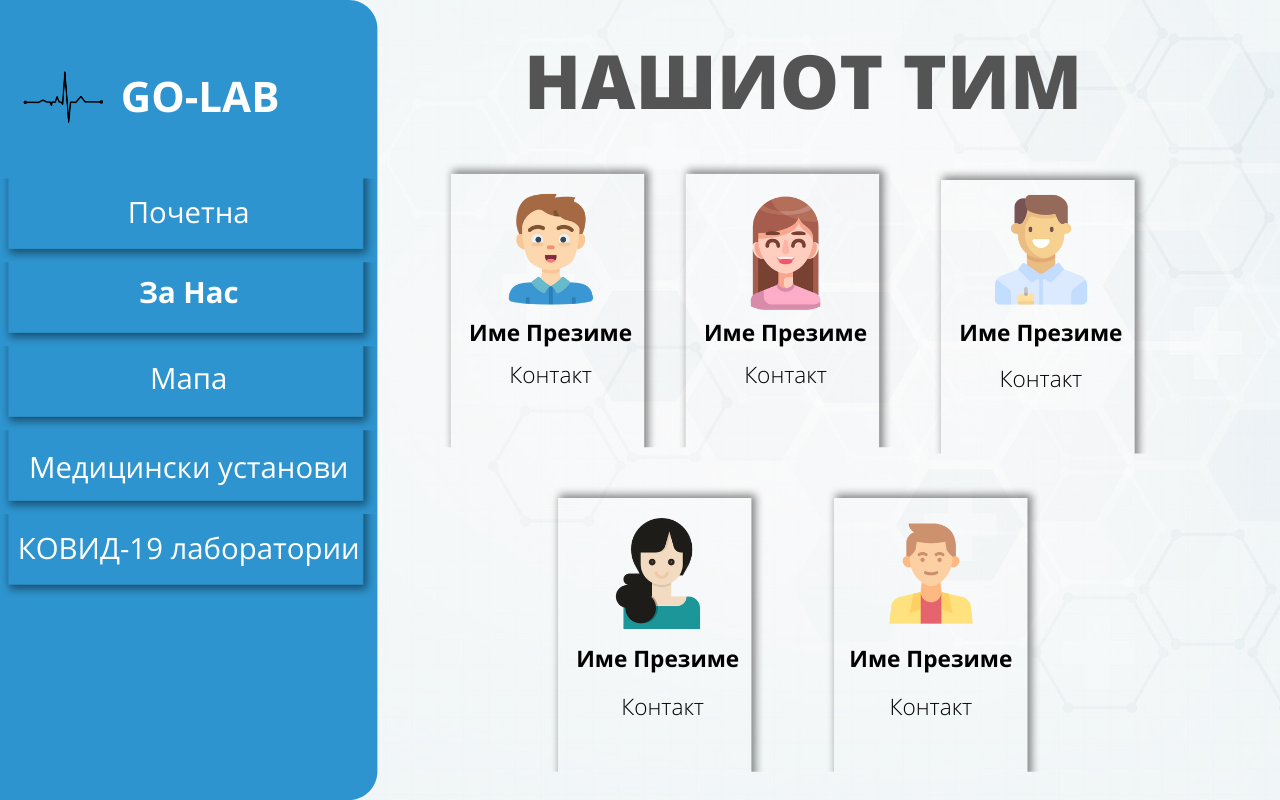 GO-LAB
Почетна
За Нас
Мапа
Медицински установи
КОВИД-19 лаборатории
НАШИОТ ТИМ
Име Презиме
Контакт
Име Презиме
Контакт
Име Презиме
Контакт
Име Презиме
Контакт
Име Презиме
Контакт